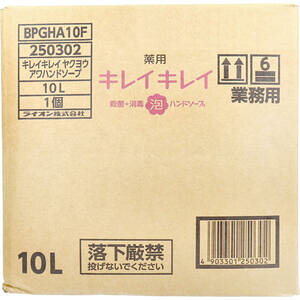 BPGHA10F
250302
キレイキレイ ヤクヨウ
アワハンドソープ
10L
1個
ライオン株式会社
薬用
キレイキレイ
殺菌+消毒 泡 ハンドソープ
6
業務用
10L
落下厳禁
投げないでください
4 903301 250302